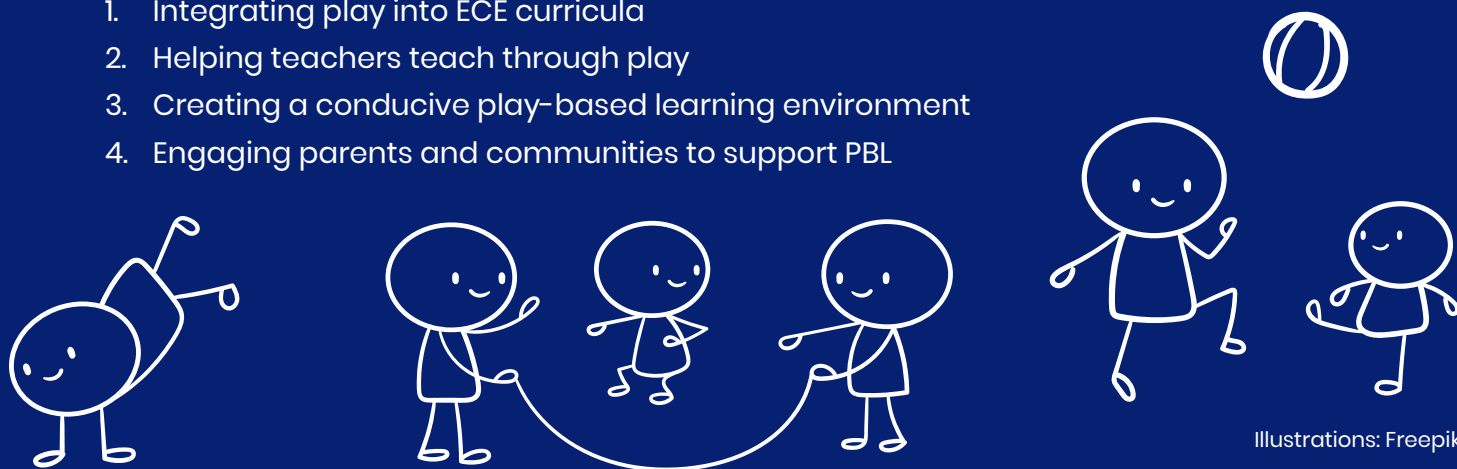 1. Integrating play into ECE curricula
2. Helping teachers teach through play
3. Creating a conducive play-based learning environment
4. Engaging parents and communities to support PBL
Illustrations: Freepik